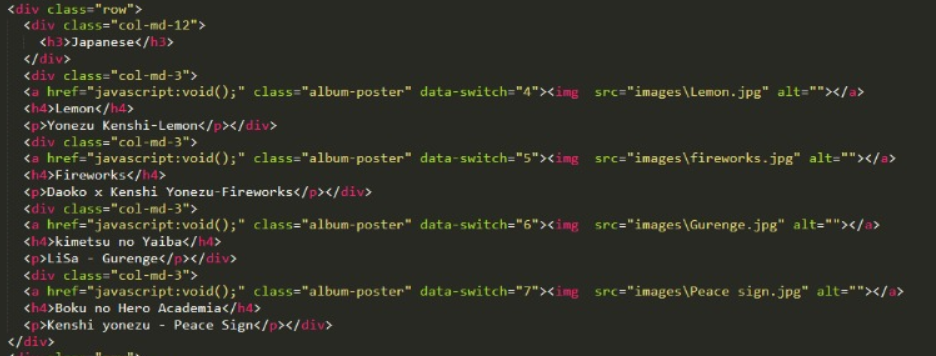 <div class="row">
<div class="col-md-12">
<h3>Japanese</h3>
</div>
<div class="col-md-3">
<a href="javascript:void();" class="album-poster" data-switch="4"><img  src="images\Lemon.jpg" alt=""></a>
<h4>Lemon</h4>
<p>Yonezu Kenshi-Lemon</p></div>
<div class="col-md-3">
<a href="javascript:void();" class="album-poster" data-switch="5"><img  src="images\fireworks.jpg" alt=""></a>
<h4>Fireworks</h4>
<p>Daoko x Kenshi Yonezu-Fireworks</p></div>
<div class="col-md-3">
<a href="javascript:void();" class="album-poster" data-switch="6"><img  src="images\Gurenge.jpg" alt=""></a>
<h4>kimetsu no Yaiba</h4>
<p>LiSa - Gurenge</p></div>
<div class="col-md-3">
<a href="javascript:void();" class="album-poster" data-switch="7"><img  src="images\Peace sign.jpg" alt=""></a>
<h4>Boku no Hero Academia</h4>
<p>Kenshi yonezu - Peace Sign</p></div>
</div>